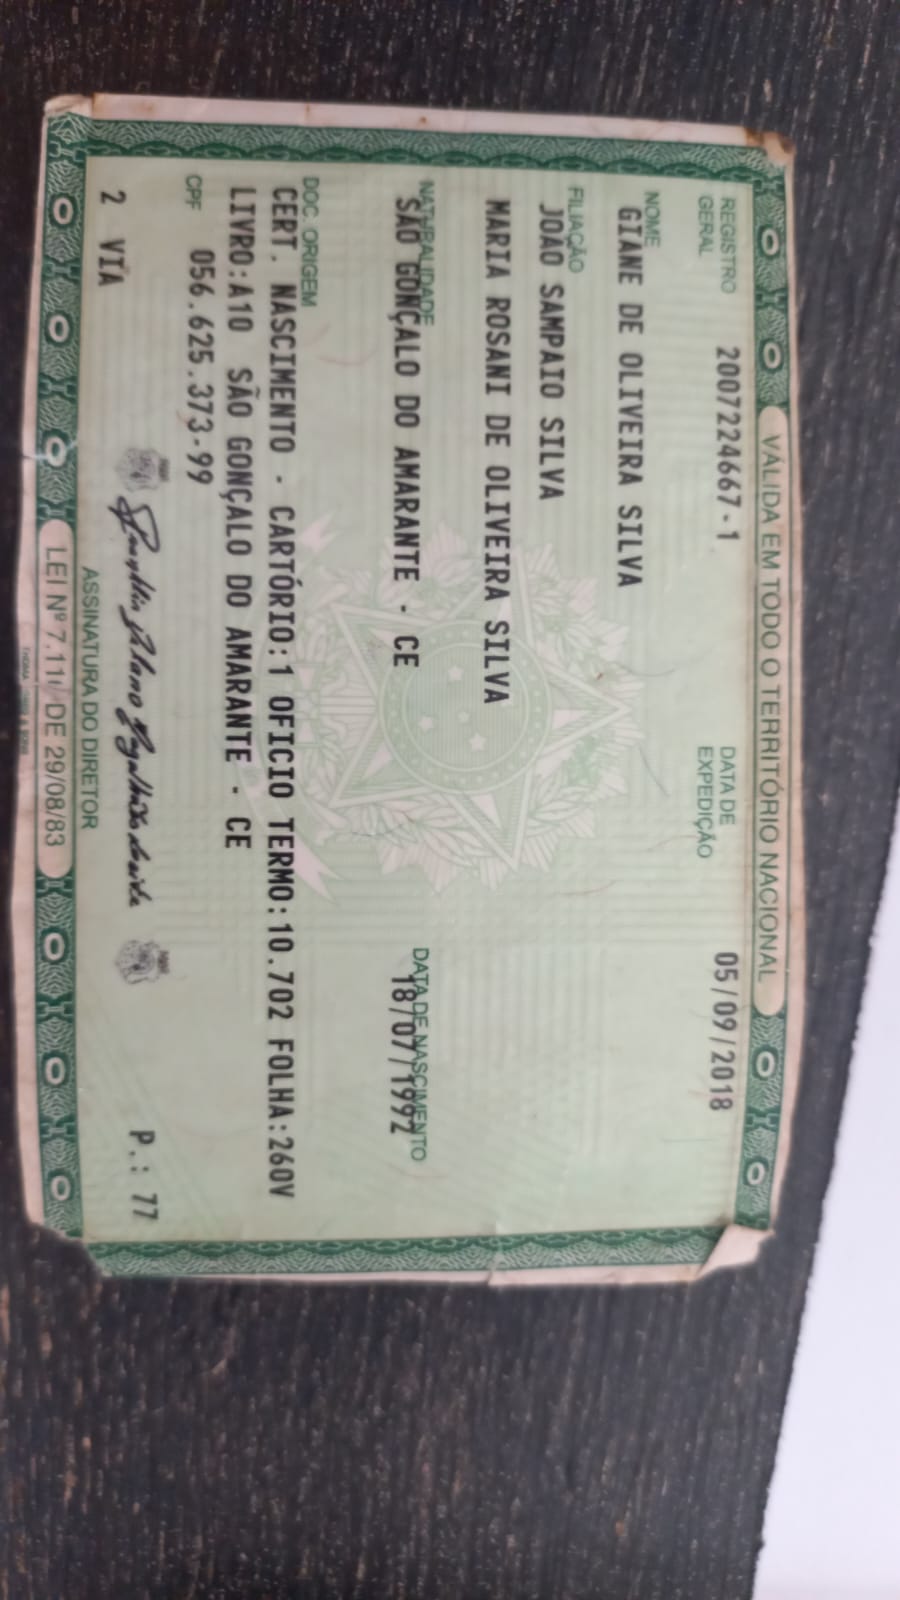 VÁLIDA EM TODO O TERRITÓRIO NACIONAL
REGISTRO GERAL 2007224667-1 DATA DE EXPEDIÇÃO 05/09/2018
NOME
GIANE DE OLIVEIRA SILVA
FILIAÇÃO
JOAO SAMPAIO SILVA
MARIA ROSANI DE OLIVEIRA SILVA
NATURALIDADE DATA DE NASCIMENTO
SÃO GONÇALO DO AMARANTE - CE 18/07/1992
DOC. ORIGEM
CERT. NASCIMENTO - CARTÓRIO:1 OFICIO TERMO:10.702 FOLHA:260V
LIVRO:A10 SÃO GONÇALO DO AMARANTE - CE
CPF 056.625.373-99
P.: 77
2 VIA
ASSINATURA DO DIRETOR
LEI Nº 7.116 DE 29/08/83